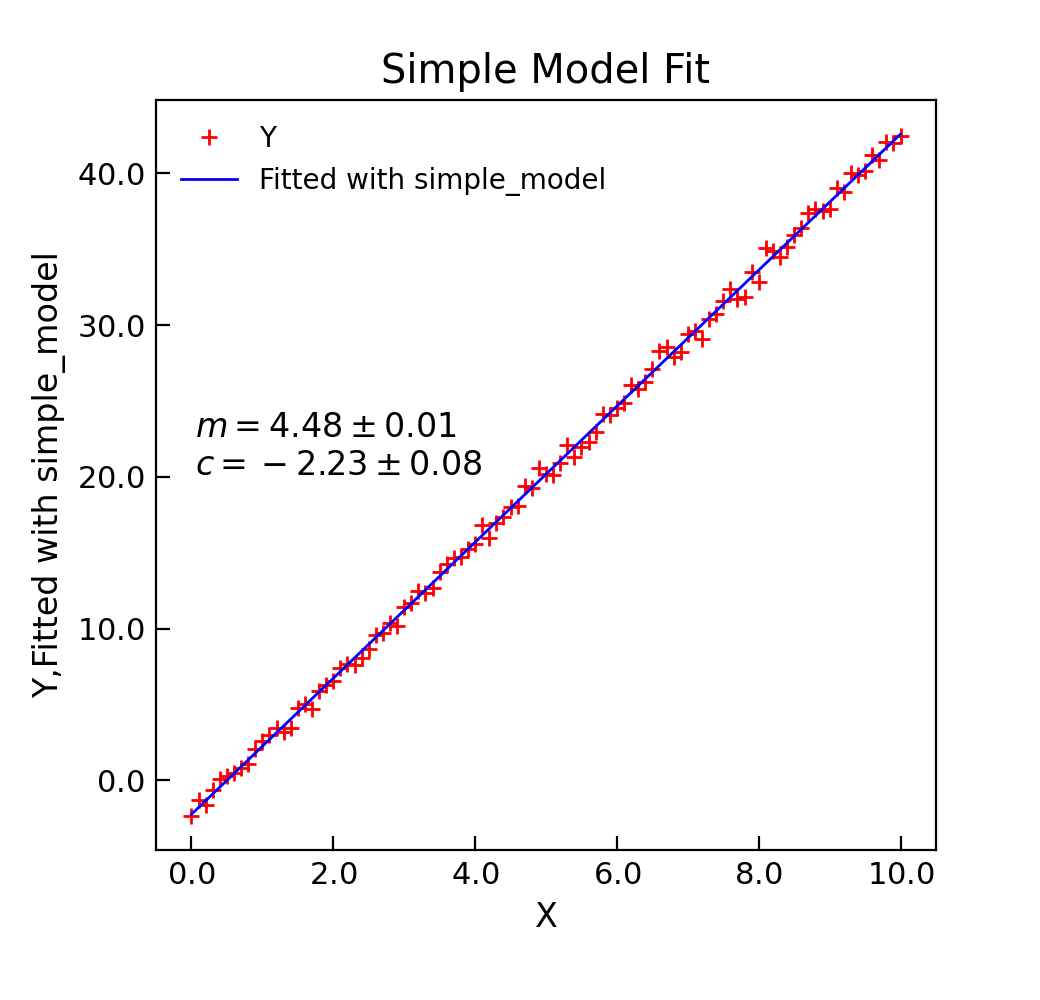 Simple Model Fit
Y
Fitted with simple_model
40.0
30.0
20.0
10.0
0.0
Y,Fitted with simple_model
m = 4.48 ± 0.01
c = − 2.23 ± 0.08
0.0 2.0 4.0 6.0 8.0 10.0
X